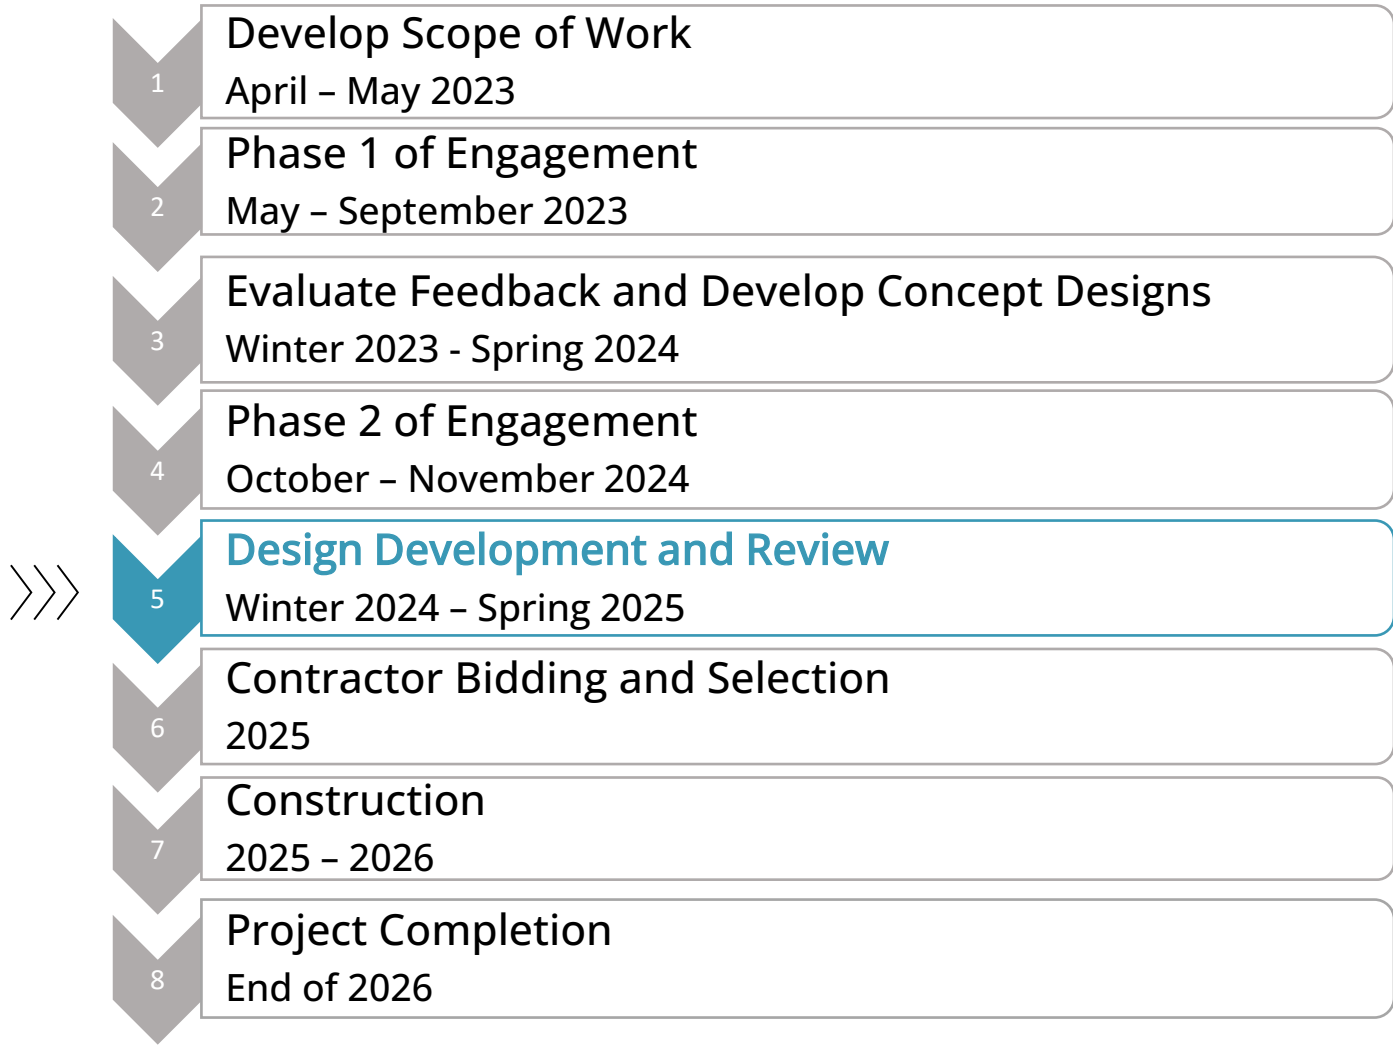 1
Develop Scope of Work
April – May 2023
2
Phase 1 of Engagement
May – September 2023
3
Evaluate Feedback and Develop Concept Designs
Winter 2023 - Spring 2024
4
Phase 2 of Engagement
October – November 2024
5
Design Development and Review
Winter 2024 – Spring 2025
6
Contractor Bidding and Selection
2025
7
Construction
2025 – 2026
8
Project Completion
End of 2026